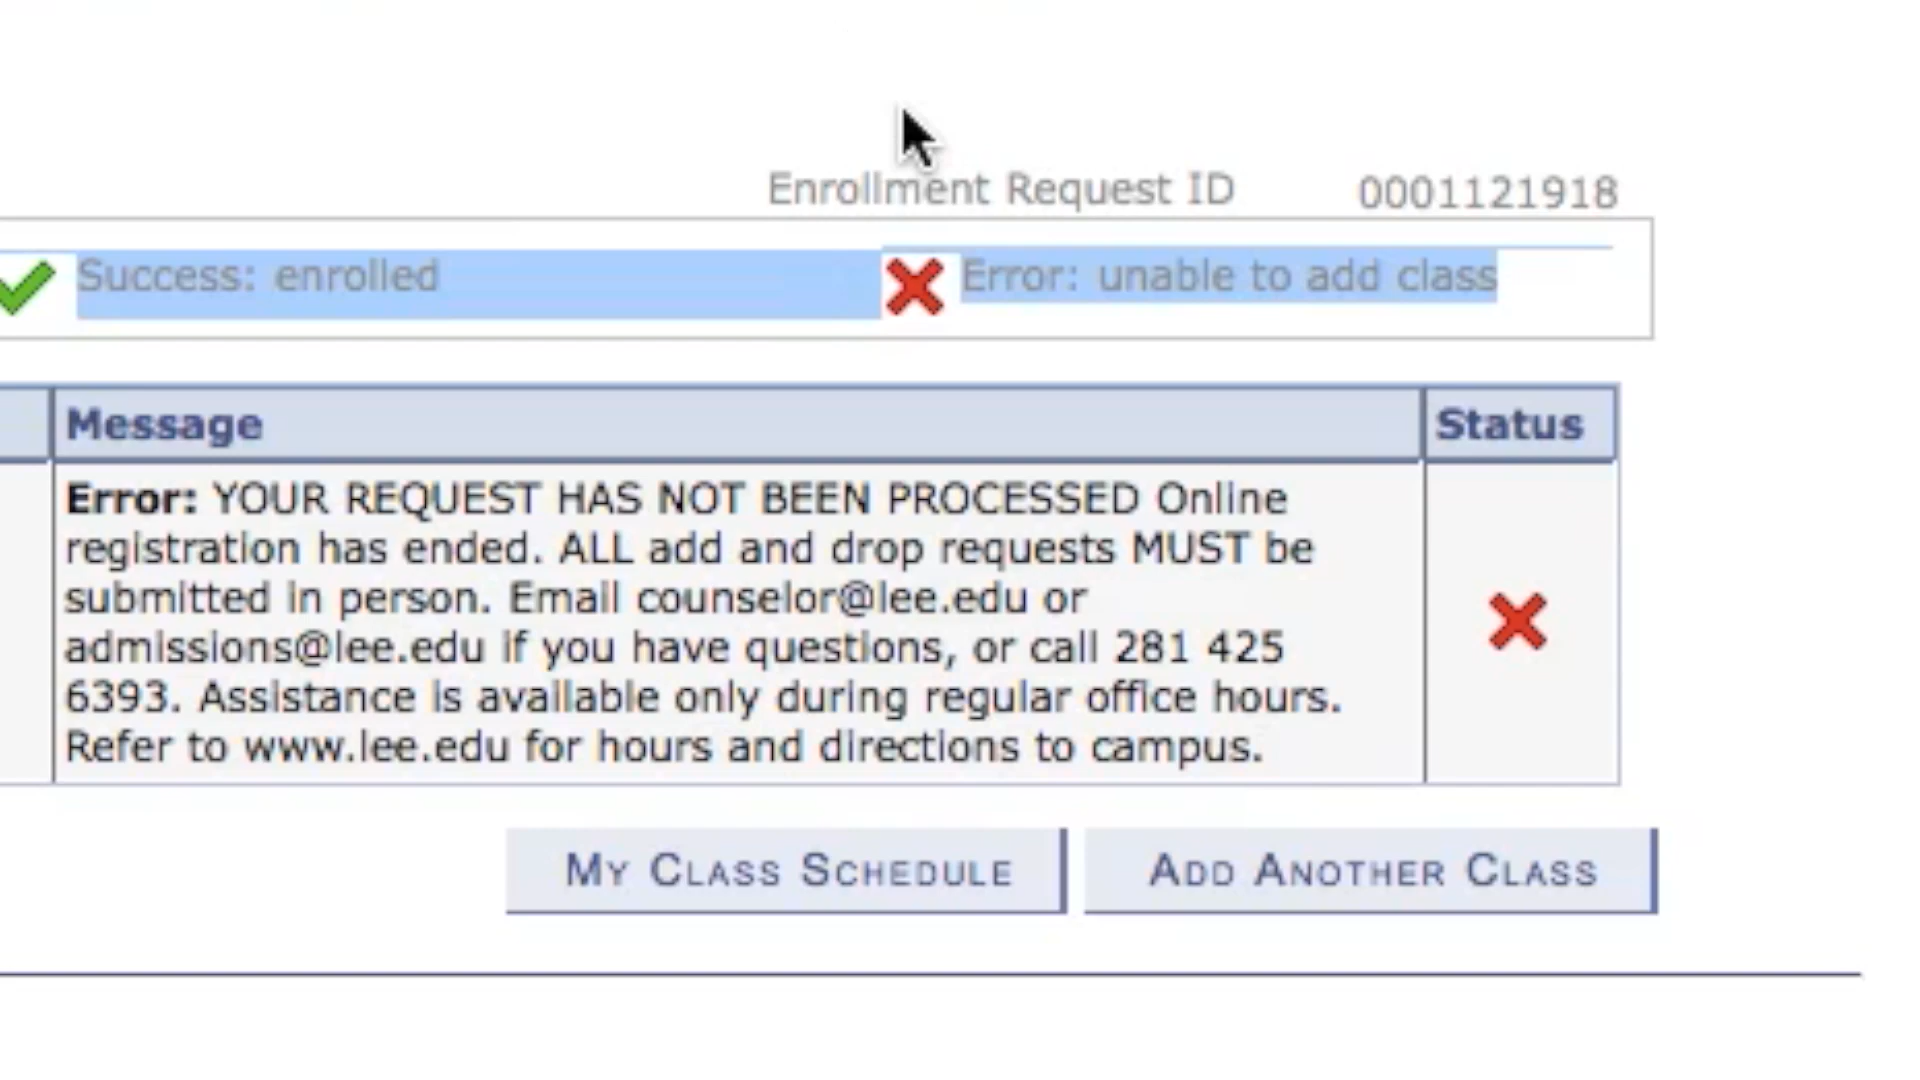 Enrollment Request ID 0001121918
Success: enrolled Error: unable to add class
Message Status
Error: YOUR REQUEST HAS NOT BEEN PROCESSED Online
registration has ended. ALL add and drop requests MUST be
submitted in person. Email counselor@lee.edu or
admissions@lee.edu if you have questions, or call 281 425
6393. Assistance is available only during regular office hours.
Refer to www.lee.edu for hours and directions to campus.
MY CLASS SCHEDULE ADD ANOTHER CLASS